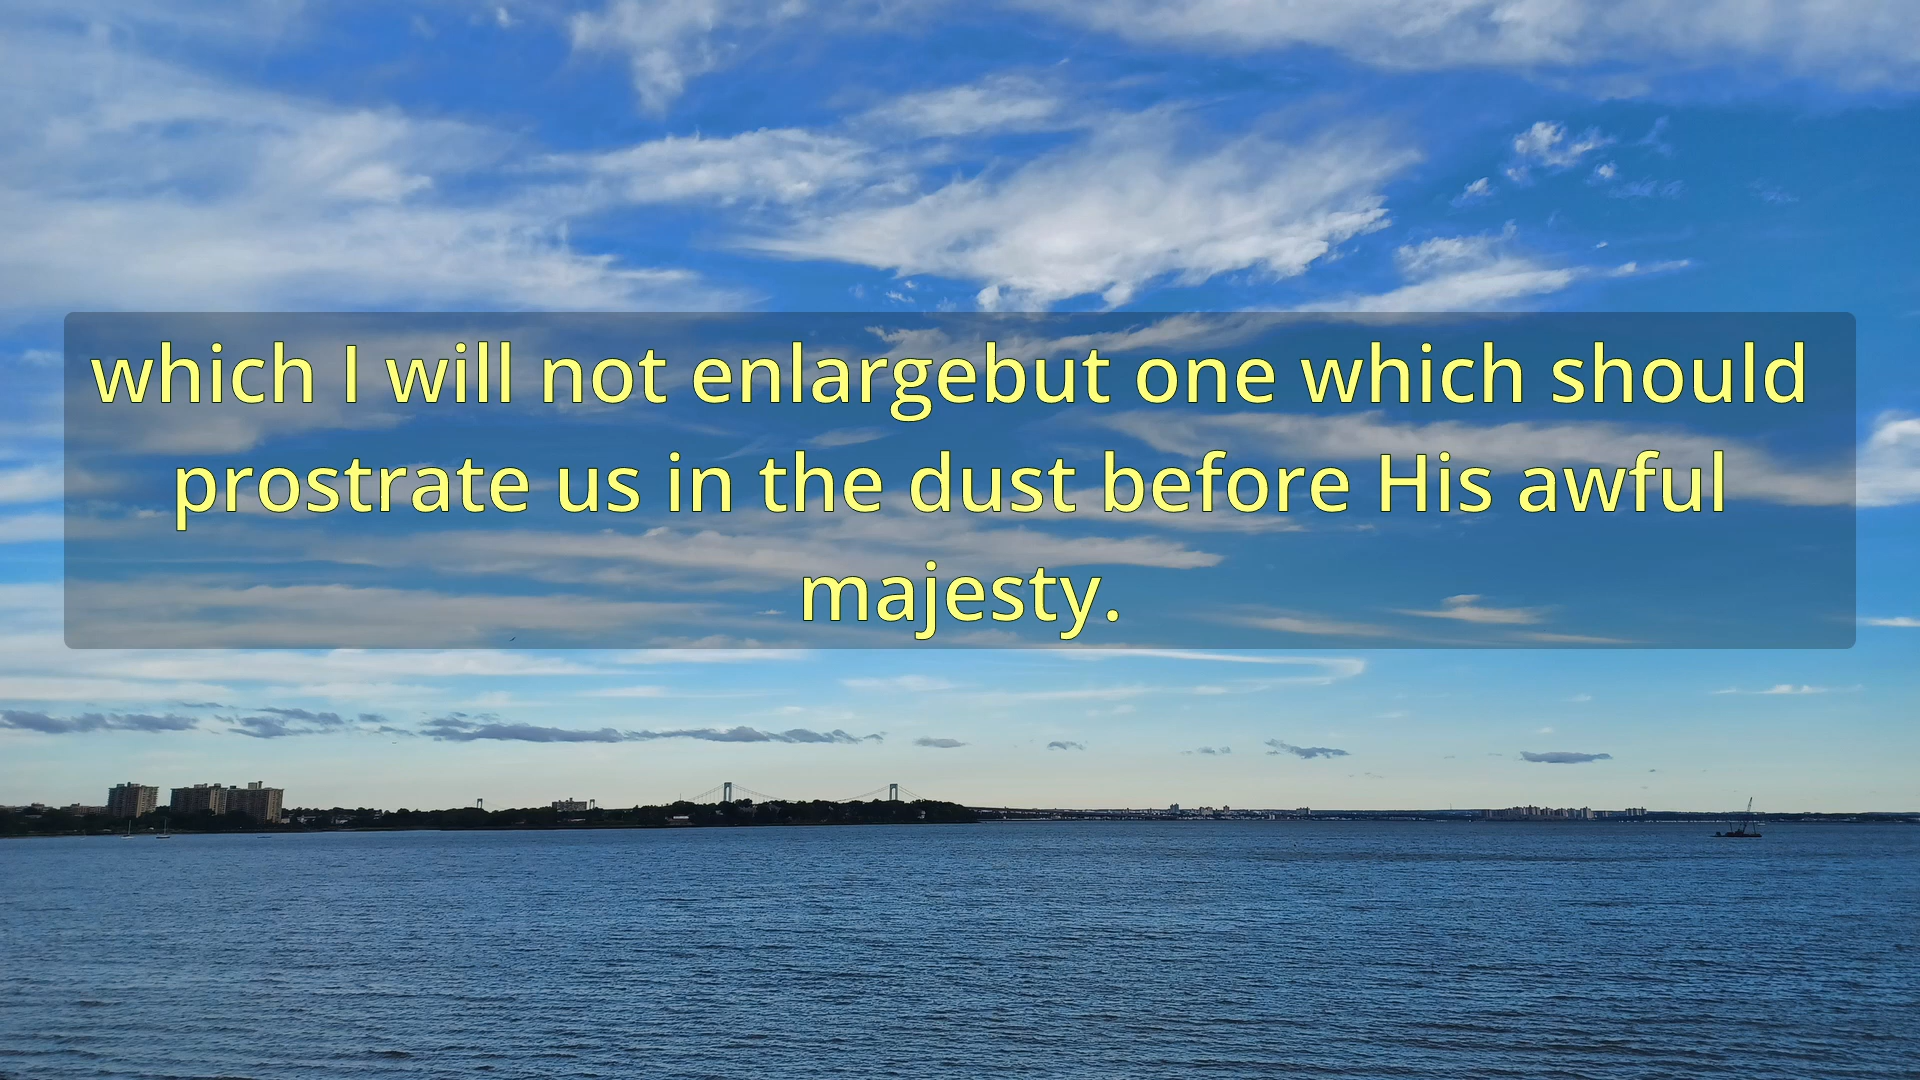 which I will not enlargebut one which should
prostrate us in the dust before His awful
majesty.